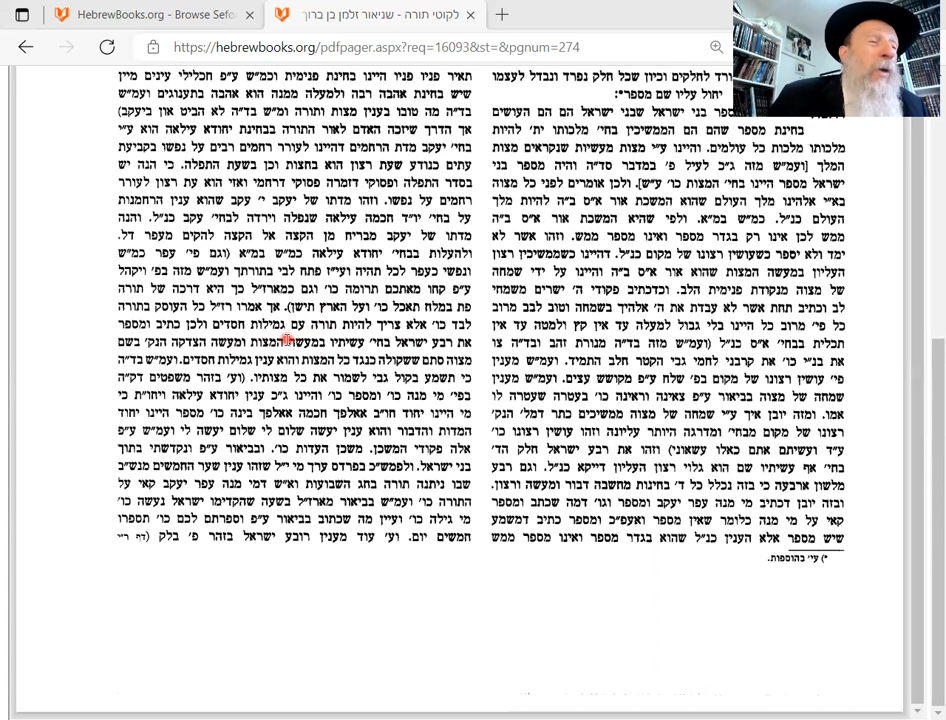 HebrewBooks.org - Browse Sefo
לקוטי תורה - שניאור זלמן בן ברוך
https://hebrewbooks.org/pdfpager.aspx?req=16093&st=&pgnum=274
יורד לחלקים וכיון שכל חלק נפרד ונבדל לעצמו
יחול עליו שם מספר*:
מספר בני ישראל שבני ישראל הם הם העושים
בחינת מספר שהם הם הממשיכין בחי' מלכותו ית' להיות
מלכותו מלכות כל עולמים. והיינו ע"י מצות מעשיות שנקראים מצות
המלך [ועמ"ש מזה ג"כ לעיל פ' במדבר סד"ה והיה מספר בני
ישראל מספר היינו בחי' המצות כו' ע"ש]. ולכן אומרים לפני כל מצוה
בא"י אלהינו מלך העולם שהוא המשכת אור א"ס ב"ה להיות מלך
העולם כנ"ל. כמ"ש במ"א. ולפי שהיא המשכת אור א"ס ב"ה
ממש לכן אינו רק בגדר מספר ואינו מספר ממש. וזהו אשר לא
ימד ולא יספר כשעושין רצונו של מקום כנ"ל. דהיינו כשממשיכין רצון
העליון במעשה המצות שהוא אור א"ס ב"ה והיינו על ידי שמחה
של מצוה מנקודת פנימית הלב. וכדכתיב פקודי ה' ישרים משמחי
לב וכתיב תחת אשר לא עבדת את ה' אלהיך בשמחה וטוב לבב מרוב
כל פי' מרוב כל היינו בלי גבול למעלה עד אין קץ ולמטה עד אין
תכלית בבחי' א"ס כנ"ל (ועמ"ש מזה בד"ה מנורת זהב ובד"ה צו
את בנ"י כו' את קרבני לחמי גבי הקטר חלב התמיד. ועמ"ש מענין
פי' עושין רצונו של מקום בפ' שלח ע"פ מקושש עצים. ועמ"ש מענין
שמחה של מצוה בביאור ע"פ צאינה וראינה כו' בעטרה שעטרה לו
אמו. ומזה יובן איך ע"י שמחה של מצוה ממשיכים כתר דמל' הנק'
רצונו של מקום מבחי' ומדרגה היותר עליונה וזהו עושין רצונו כו'
ע"ד ועשיתם אתם כאלו עשאוני) וזהו את רבע ישראל חלק הד'
בחי' אף עשיתיו שם הוא גלוי רצון העליון דייקא כנ"ל. וגם רבע
מלשון ארבעה כי בזה נכלל כל ד' בחינות מחשבה דבור ומעשה ורצון.
ובזה יובן דכתיב מי מנה עפר יעקב ומספר וגו' דמה שכתב ומספר
קאי על מי מנה כלומר שאין מספר ואעפ"כ ומספר כתיב דמשמע
שיש מספר אלא הענין כנ"ל שהוא בגדר מספר ואינו מספר ממש
*) עי' בהוספות.
תאיר פניו פניו היינו בחינת פנימית וכמ"ש ע"פ חכלילי עינים מיין
שיש בחינת אהבה רבה ולמעלה ממנה הוא אהבה בתענוגים ועמ"ש
בד"ה מה טובו בענין מצות ותורה ומ"ש בד"ה לא הביט און ביעקב)
אך הדרך שיזכה האדם לאור התורה בבחינת יחודא עילאה הוא ע"י
בחי' יעקב מדת הרחמים דהיינו לעורר רחמים רבים על נפשו בקביעת
עתים כנודע שעת רצון הוא בחצות וכן בשעת התפלה. כי הנה יש
בסדר התפלה ופסוקי דזמרה פסוקי דרחמי ואזי הוא עת רצון לעורר
רחמים על נפשו. וזהו מדתו של יעקב י' עקב שהוא ענין הרחמנות
על בחי' יו"ד חכמה עילאה שנפלה וירדה לבחי' עקב כנ"ל. והנה
מדתו של יעקב מבריח מן הקצה אל הקצה להקים מעפר דל.
ולהעלות בבחי' יחודא עילאה כמ"ש במ"א (וגם פי' עפר כמ"ש
ונפשי כעפר לכל תהיה ועי"ז פתח לבי בתורתך ועמ"ש מזה בפ' ויקהל
ע"פ קחו מאתכם תרומה כו' וגם כמארז"ל כך היא דרכה של תורה
פת במלח תאכל כו' ועל הארץ תישן). אך אמרו רז"ל כל העוסק בתורה
לבד כו' אלא צריך להיות תורה עם גמילות חסדים ולכן כתיב ומספר
את רבע ישראל בחי' עשיתיו במעשה המצות ומעשה הצדקה הנק' בשם
מצוה סתם ששקולה כנגד כל המצות והוא ענין גמילות חסדים. ועמ"ש בד"ה
כי תשמע בקול גבי לשמור את כל מצותיו. (ועי' בזהר משפטים דק"ה
בפי' מי מנה כו' ומספר כו' והיינו ג"כ ענין יחודא עילאה ויחו"ת כי
מי היינו יחוד חו"ב אאלפך חכמה אאלפך בינה כו' מספר היינו יחוד
המדות והדבור והוא ענין יעשה שלום לי שלום יעשה לי ועמ"ש ע"פ
אלה פקודי המשכן. משכן העדות כו'. ובביאור ע"פ ונקדשתי בתוך
בני ישראל. ולפמש"כ בפרדס ערך מי י"ל שזהו ענין שער החמשים מנש"ב
שבו ניתנה תורה בחג השבועות וא"ש דמי מנה עפר יעקב קאי על
התורה כו' ועמ"ש בביאור מארז"ל בשעה שהקדימו ישראל נעשה כו'
מי גילה כו' ועיין מה שכתוב בביאור ע"פ וספרתם לכם כו' תספרו
חמשים יום. וע' עוד מענין רובע ישראל בזהר פ' בלק (דף ר"י